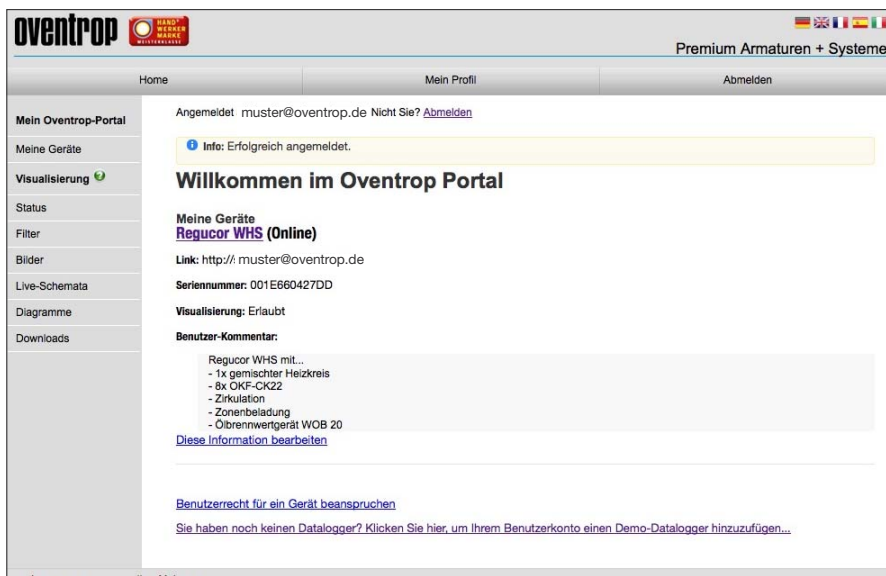 oventrop
HAND
WERKER
MARKE
MEISTERKLASSE
Premium Armaturen + Systeme
Home
Mein Profil
Abmelden
Mein Oventrop-Portal
Meine Geräte
Visualisierung
Status
Filter
Bilder
Live-Schemata
Diagramme
Downloads
Angemeldet muster@oventrop.de Nicht Sie? Abmelden
Info: Erfolgreich angemeldet.
Willkommen im Oventrop Portal
Meine Geräte
Regucor WHS (Online)
Link: http://: muster@oventrop.de
Seriennummer: 001E660427DD
Visualisierung: Erlaubt
Benutzer-Kommentar:
Regucor WHS mit...
- 1x gemischter Heizkreis
- 8x OKF-CK22
- Zirkulation
- Zonenbeladung
- Ölbrennwertgerät WOB 20
Diese Information bearbeiten
Benutzerrecht für ein Gerät beanspruchen
Sie haben noch keinen Datalogger? Klicken Sie hier, um Ihrem Benutzerkonto einen Demo-Datalogger hinzuzufügen...